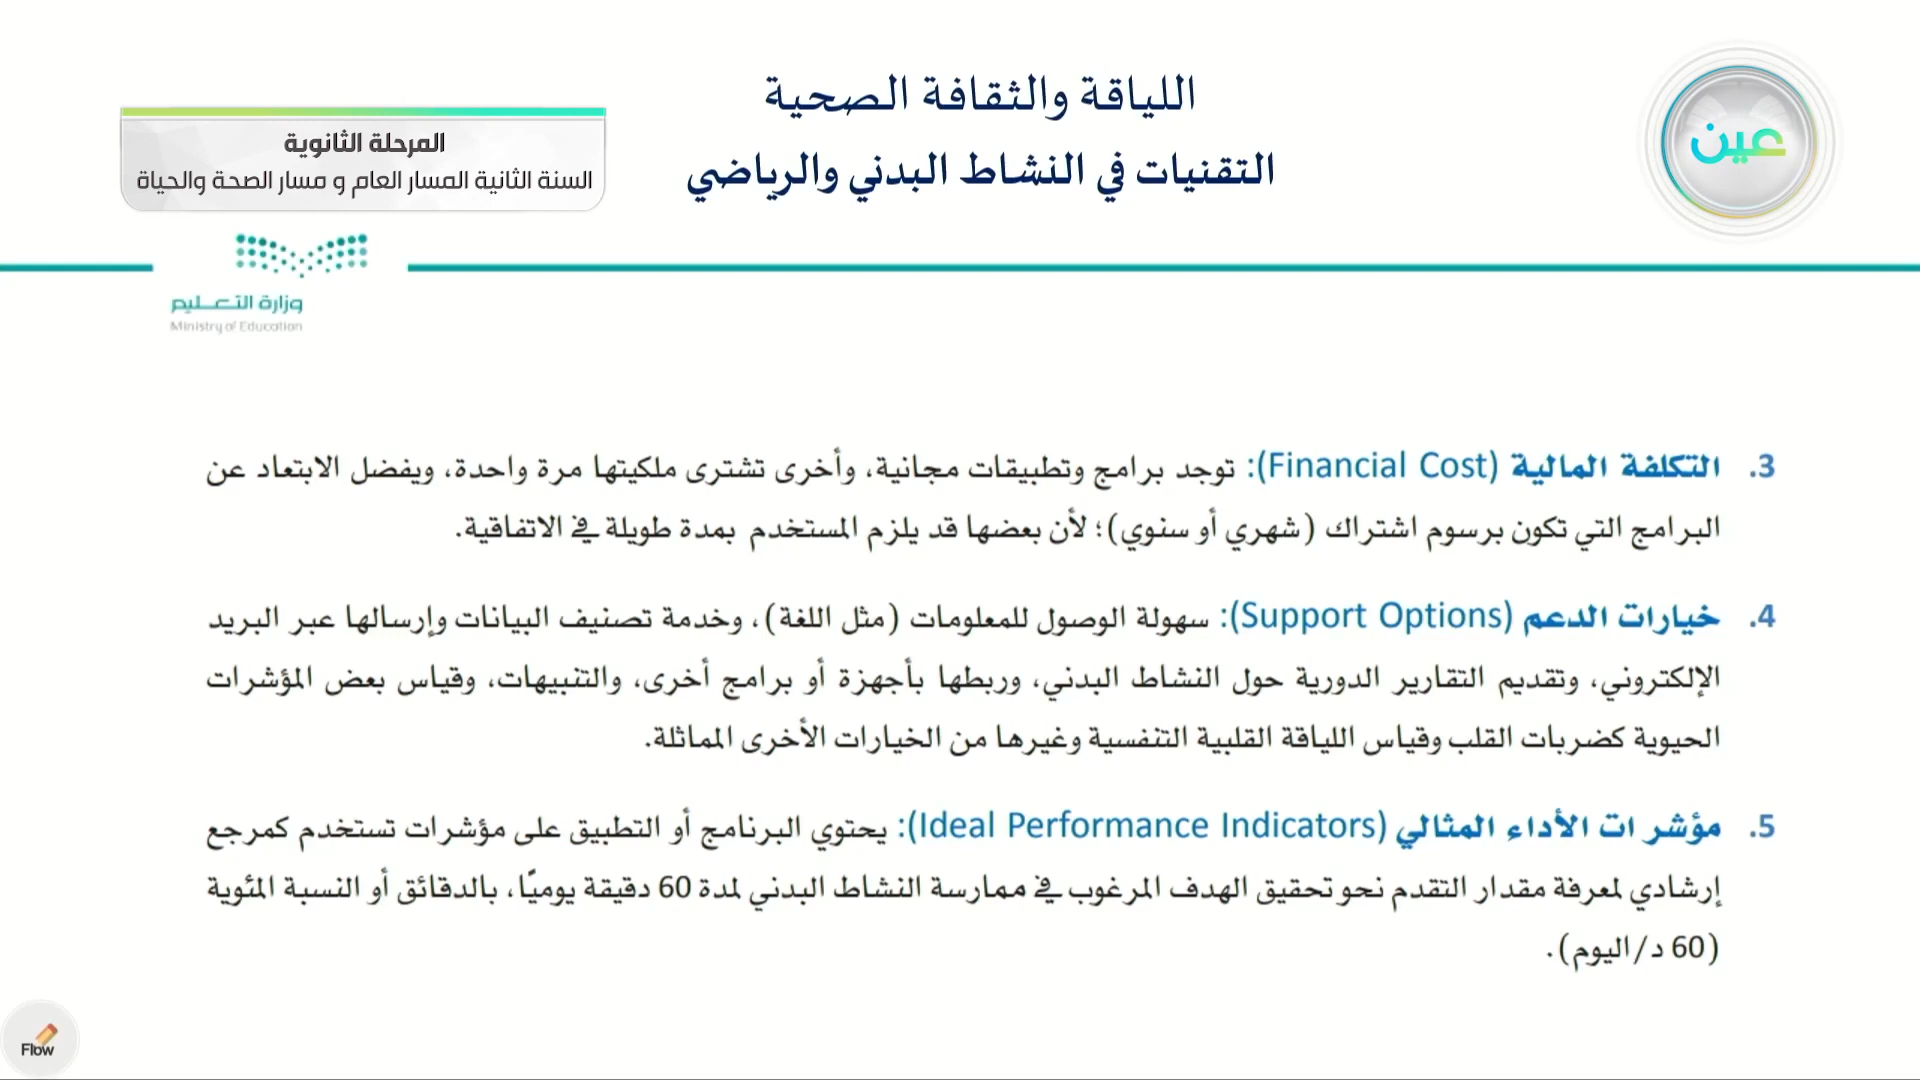 اللياقة والثقافة الصحية
التقنيات في النشاط البدني والرياضي
عين
المرحلة الثانوية
السنة الثانية المسار العام و مسار الصحة والحياة
وزارة التعليم
Ministry of Education
3. التكلفة المالية (Financial Cost): توجد برامج وتطبيقات مجانية، وأخرى تشترى ملكيتها مرة واحدة، ويفضل الابتعاد عن
البرامج التي تكون برسوم اشتراك (شهري أو سنوي)؛ لأن بعضها قد يلزم المستخدم بمدة طويلة في الاتفاقية.
4. خيارات الدعم (Support Options): سهولة الوصول للمعلومات (مثل اللغة)، وخدمة تصنيف البيانات وإرسالها عبر البريد
الإلكتروني، وتقديم التقارير الدورية حول النشاط البدني، وربطها بأجهزة أو برامج أخرى، والتنبيهات، وقياس بعض المؤشرات
الحيوية كضربات القلب وقياس اللياقة القلبية التنفسية وغيرها من الخيارات الأخرى المماثلة.
5. مؤشرات الأداء المثالي (Ideal Performance Indicators): يحتوي البرنامج أو التطبيق على مؤشرات تستخدم كمرجع
إرشادي لمعرفة مقدار التقدم نحو تحقيق الهدف المرغوب في ممارسة النشاط البدني لمدة 60 دقيقة يوميًا، بالدقائق أو النسبة المئوية
(60 د/اليوم).
Flow